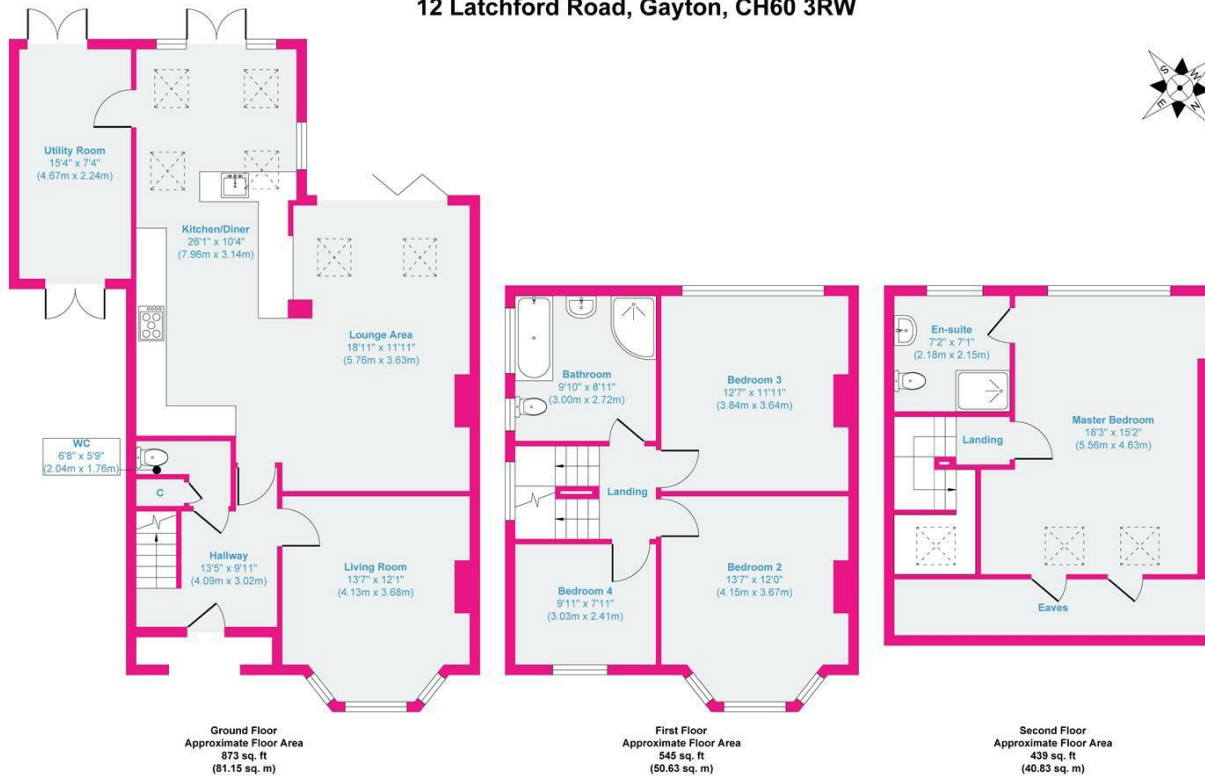 12 Latchford Road, Gayton, CH60 3RW
S
W
E
N
Utility Room
15'4" x 7'4"
(4.67m x 2.24m)
Kitchen/Diner
26'1" x 10'4"
(7.96m x 3.14m)
Lounge Area
18'11" x 11'11"
(5.76m x 3.63m)
WC
6'8" x 5'9"
(2.04m x 1.76m)
C
Hallway
13'5" x 9'11"
(4.09m x 3.02m)
Living Room
13'7" x 12'1"
(4.13m x 3.68m)
Bathroom
9'10" x 8'11"
(3.00m x 2.72m)
Bedroom 3
12'7" x 11'11"
(3.84m x 3.64m)
Landing
Bedroom 4
9'11" x 7'11"
(3.03m x 2.41m)
Bedroom 2
13'7" x 12'0"
(4.15m x 3.67m)
En-suite
7'2" x 7'1"
(2.18m x 2.15m)
Landing
Master Bedroom
18'3" x 15'2"
(5.56m x 4.63m)
Eaves
Ground Floor
Approximate Floor Area
873 sq. ft
(81.15 sq. m)
First Floor
Approximate Floor Area
545 sq. ft
(50.63 sq. m)
Second Floor
Approximate Floor Area
439 sq. ft
(40.83 sq. m)